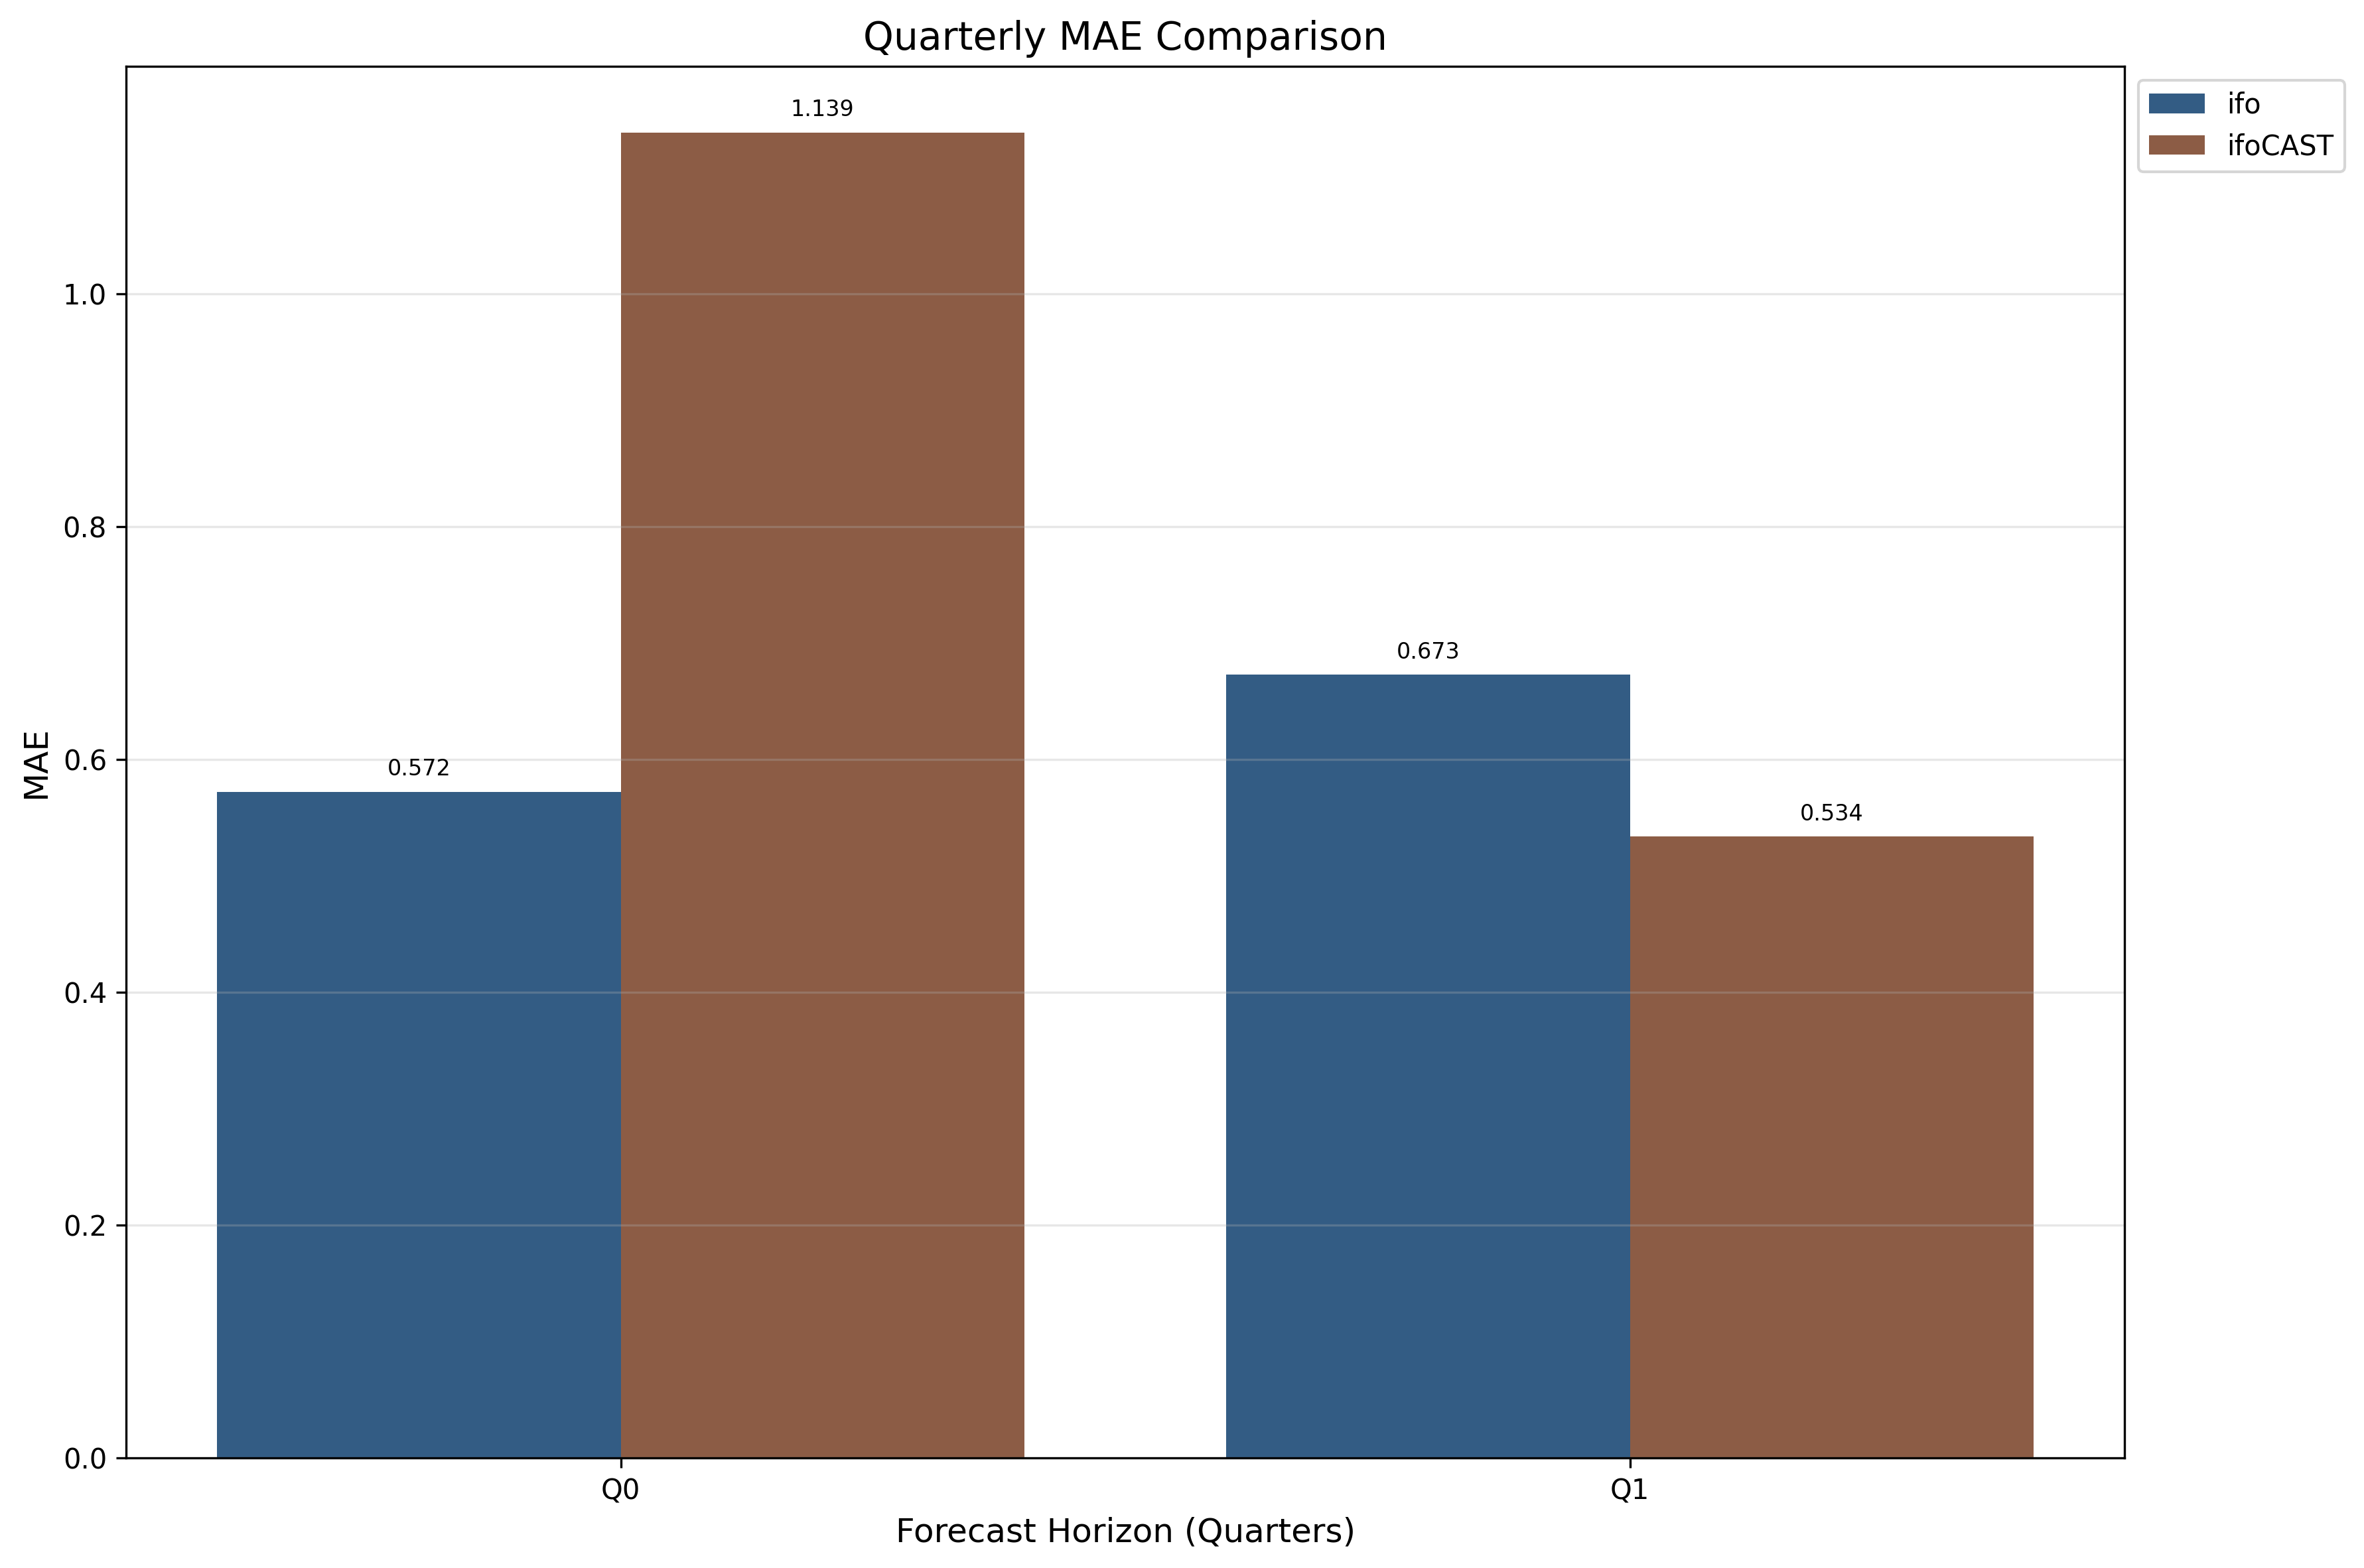 Quarterly MAE Comparison
ifo
ifoCAST
1.139
1.0
0.8
0.673
0.6
0.572
0.534
MAE
0.4
0.2
0.0
Q0
Q1
Forecast Horizon (Quarters)